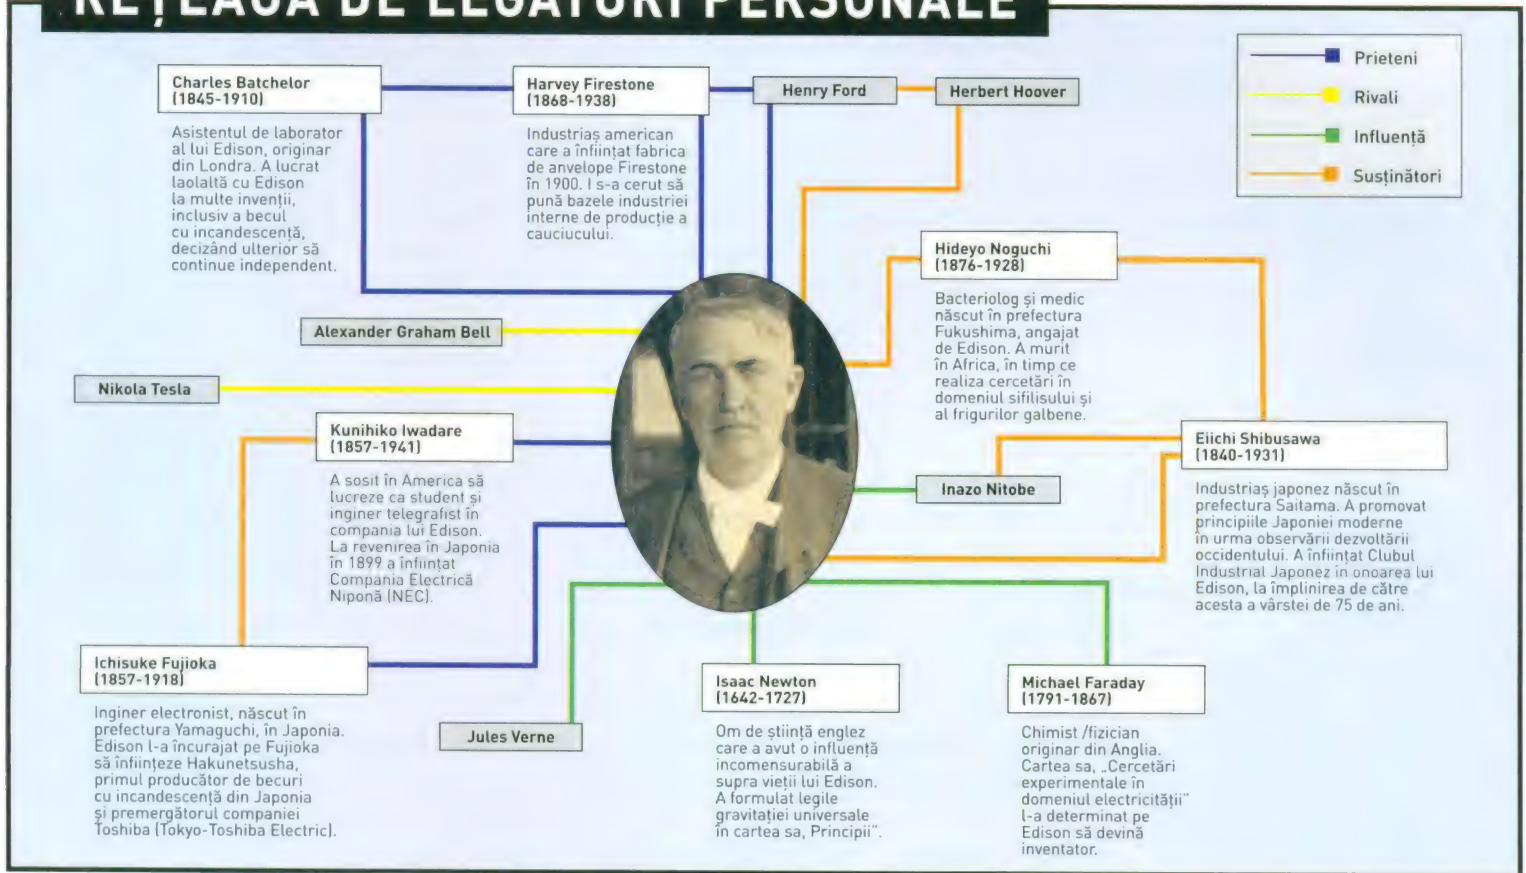 REȚEAUA DE LEGĂTURI PERSONALE
Prieteni
Rivali
Influență
Susținători
Charles Batchelor
(1845-1910)
Asistentul de laborator
al lui Edison, originar
din Londra. A lucrat
laolaltă cu Edison
la multe invenții,
inclusiv a becul
cu incandescență,
decizând ulterior să
continue independent.
Harvey Firestone
(1868-1938)
Industriaș american
care a înființat fabrica
de anvelope Firestone
în 1900. I s-a cerut să
pună bazele industriei
interne de producție a
cauciucului.
Henry Ford
Herbert Hoover
Hideyo Noguchi
(1876-1928)
Bacteriolog și medic
născut în prefectura
Fukushima, angajat
de Edison. A murit
în Africa, în timp ce
realiza cercetări în
domeniul sifilisului și
al frigurilor galbene.
Alexander Graham Bell
Nikola Tesla
Kunihiko Iwadare
(1857-1941)
A sosit în America să
lucreze ca student și
inginer telegrafist în
compania lui Edison.
La revenirea în Japonia
în 1899 a înființat
Compania Electrică
Niponă (NEC).
Inazo Nitobe
Eiichi Shibusawa
(1840-1931)
Industriaș japonez născut în
prefectura Saitama. A promovat
principiile Japoniei moderne
în urma observării dezvoltării
occidentului. A înființat Clubul
Industrial Japonez in onoarea lui
Edison, la împlinirea de către
acesta a vârstei de 75 de ani.
Ichisuke Fujioka
(1857-1918)
Inginer electronist, născut în
prefectura Yamaguchi, în Japonia.
Edison l-a încurajat pe Fujioka
să înființeze Hakunetsusha,
primul producător de becuri
cu incandescență din Japonia
și premergătorul companiei
Toshiba (Tokyo-Toshiba Electric).
Jules Verne
Isaac Newton
(1642-1727)
Om de știință englez
care a avut o influență
incomensurabilă a
supra vieții lui Edison.
A formulat legile
gravitației universale
în cartea sa, Principii".
Michael Faraday
(1791-1867)
Chimist /fizician
originar din Anglia.
Cartea sa, „Cercetări
experimentale în
domeniul electricității"
l-a determinat pe
Edison să devină
inventator.